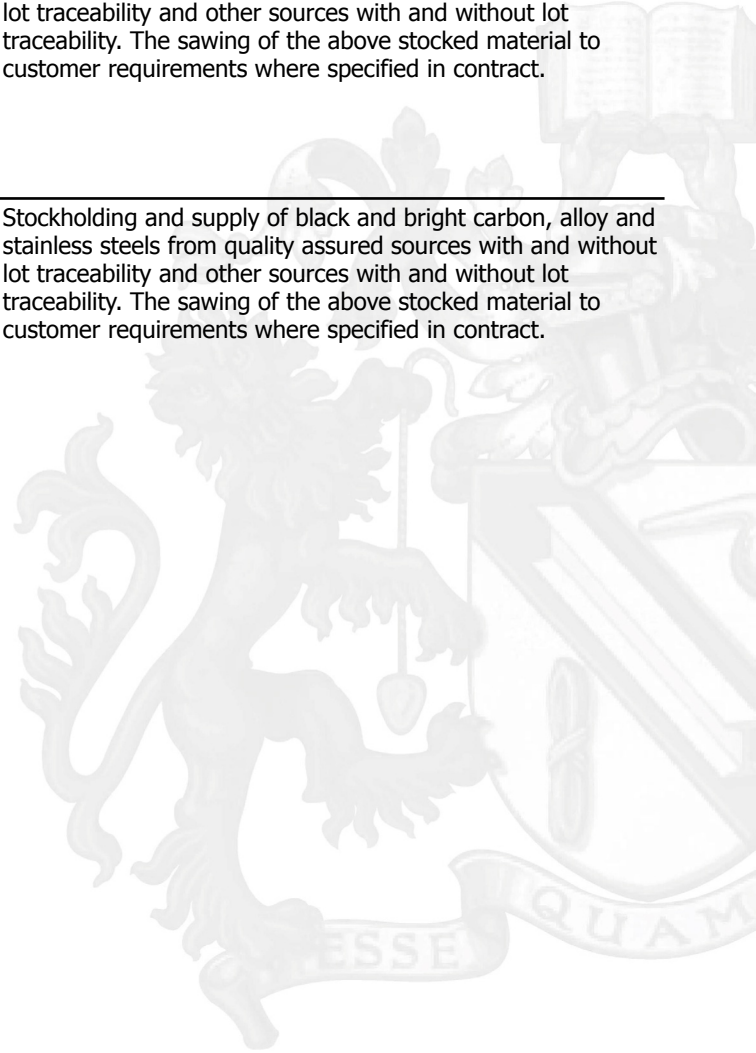 lot traceability and other sources with and without lot
traceability. The sawing of the above stocked material to
customer requirements where specified in contract.
Stockholding and supply of black and bright carbon, alloy and
stainless steels from quality assured sources with and without
lot traceability and other sources with and without lot
traceability. The sawing of the above stocked material to
customer requirements where specified in contract.
ESSE
QUAM